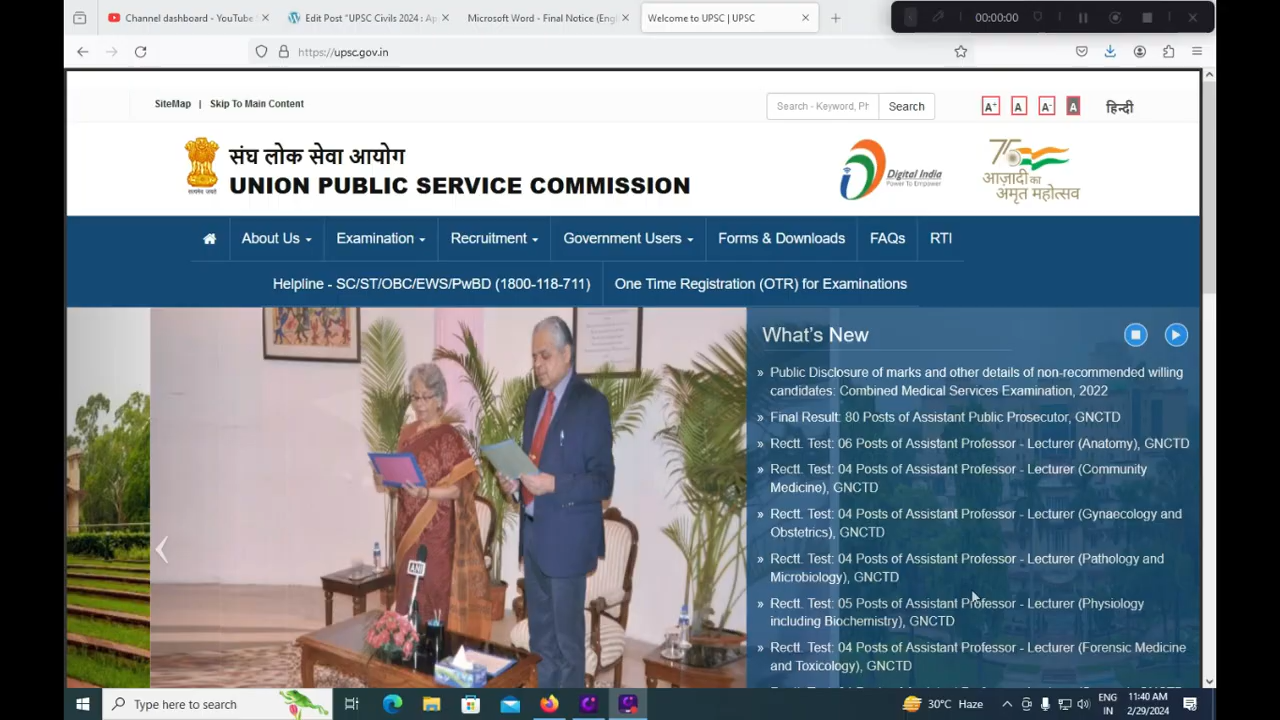 Channel dashboard - YouTube
Edit Post "UPSC Civils 2024 : Ap
Microsoft Word - Final Notice (Eng
Welcome to UPSC | UPSC
00:00:00
https://upsc.gov.in
SiteMap | Skip To Main Content
Search - Keyword, Ph
Search
A+ A A- A
हिन्दी
संघ लोक सेवा आयोग
UNION PUBLIC SERVICE COMMISSION
Digital India
Power To Empower
75
आज़ादी का
अमृत महोत्सव
About Us
Examination
Recruitment
Government Users
Forms & Downloads
FAQs
RTI
Helpline - SC/ST/OBC/EWS/PwBD (1800-118-711)
One Time Registration (OTR) for Examinations
What's New
» Public Disclosure of marks and other details of non-recommended willing
candidates: Combined Medical Services Examination, 2022
» Final Result: 80 Posts of Assistant Public Prosecutor, GNCTD
» Rectt. Test: 06 Posts of Assistant Professor - Lecturer (Anatomy), GNCTD
» Rectt. Test: 04 Posts of Assistant Professor - Lecturer (Community
Medicine), GNCTD
» Rectt. Test: 04 Posts of Assistant Professor - Lecturer (Gynaecology and
Obstetrics), GNCTD
» Rectt. Test: 04 Posts of Assistant Professor - Lecturer (Pathology and
Microbiology), GNCTD
» Rectt. Test: 05 Posts of Assistant Professor - Lecturer (Physiology
including Biochemistry), GNCTD
» Rectt. Test: 04 Posts of Assistant Professor - Lecturer (Forensic Medicine
and Toxicology), GNCTD
ANI
Type here to search
30°C Haze
ENG
IN
11:40 AM
2/29/2024